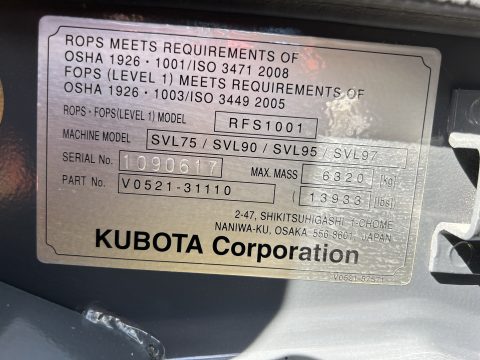 ROPS MEETS REQUIREMENTS OF
OSHA 1926・1001/ISO 3471 2008
FOPS (LEVEL 1) MEETS REQUIREMENTS OF
OSHA 1926・1003/ISO 3449 2005
ROPS・FOPS(LEVEL 1) MODEL RFS1001
MACHINE MODEL SVL75 / SVL90 / SVL95 / SVL97
SERIAL No. 1090617 MAX. MASS 6320 (kg)
PART No. V0521-31110 (13933) (lbs)
2-47, SHIKITSUHIGASHI, 1-CHOME
NANIWA-KU, OSAKA, 556-8601, JAPAN
KUBOTA Corporation
V0521-57571